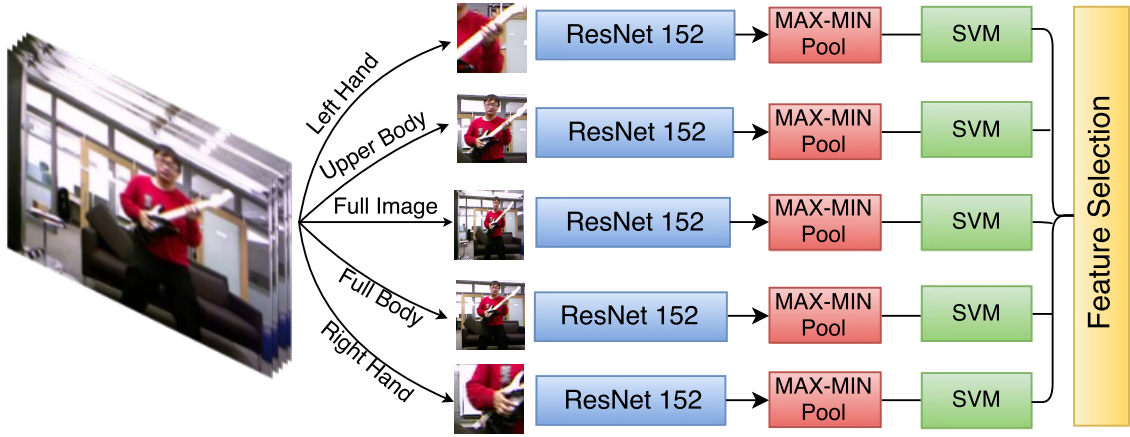 Left Hand
ResNet 152
MAX-MIN
Pool
SVM
Upper Body
ResNet 152
MAX-MIN
Pool
SVM
Full Image
ResNet 152
MAX-MIN
Pool
SVM
Full Body
ResNet 152
MAX-MIN
Pool
SVM
Right Hand
ResNet 152
MAX-MIN
Pool
SVM
Feature Selection